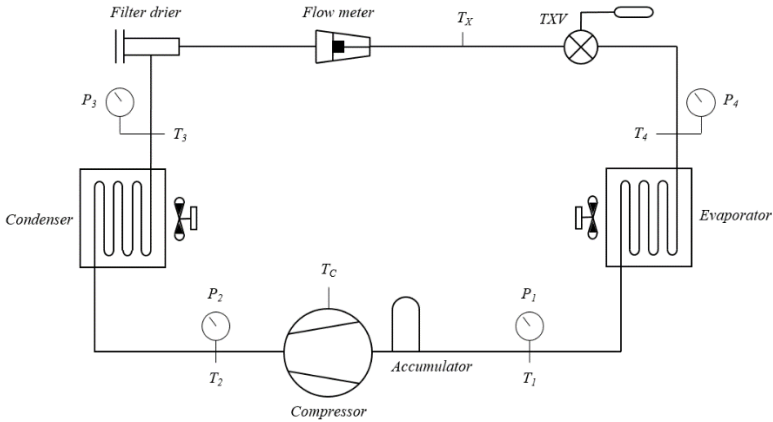 Filter drier
Flow meter
T_X
TXV
P_3
T_3
T_4
P_4
Condenser
Evaporator
T_C
P_2
P_1
T_2
Accumulator
T_1
Compressor